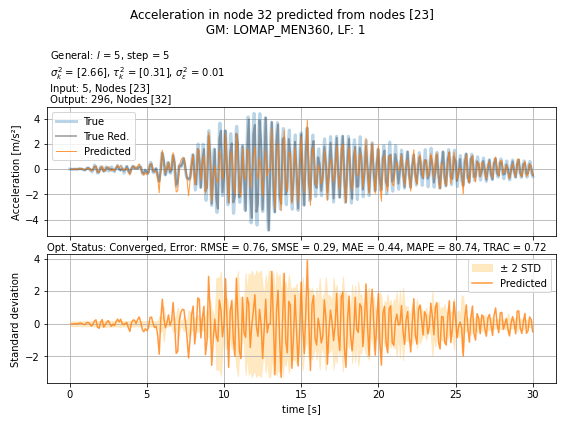 Acceleration in node 32 predicted from nodes [23]
GM: LOMAP_MEN360, LF: 1
General: l = 5, step = 5
σ²ₖ = [2.66], τ²ₖ = [0.31], σ²ε = 0.01
Input: 5, Nodes [23]
Output: 296, Nodes [32]
Acceleration [m/s²]
4
2
0
−2
−4
True
True Red.
Predicted
Opt. Status: Converged, Error: RMSE = 0.76, SMSE = 0.29, MAE = 0.44, MAPE = 80.74, TRAC = 0.72
Standard deviation
4
2
0
−2
± 2 STD
Predicted
0 5 10 15 20 25 30
time [s]